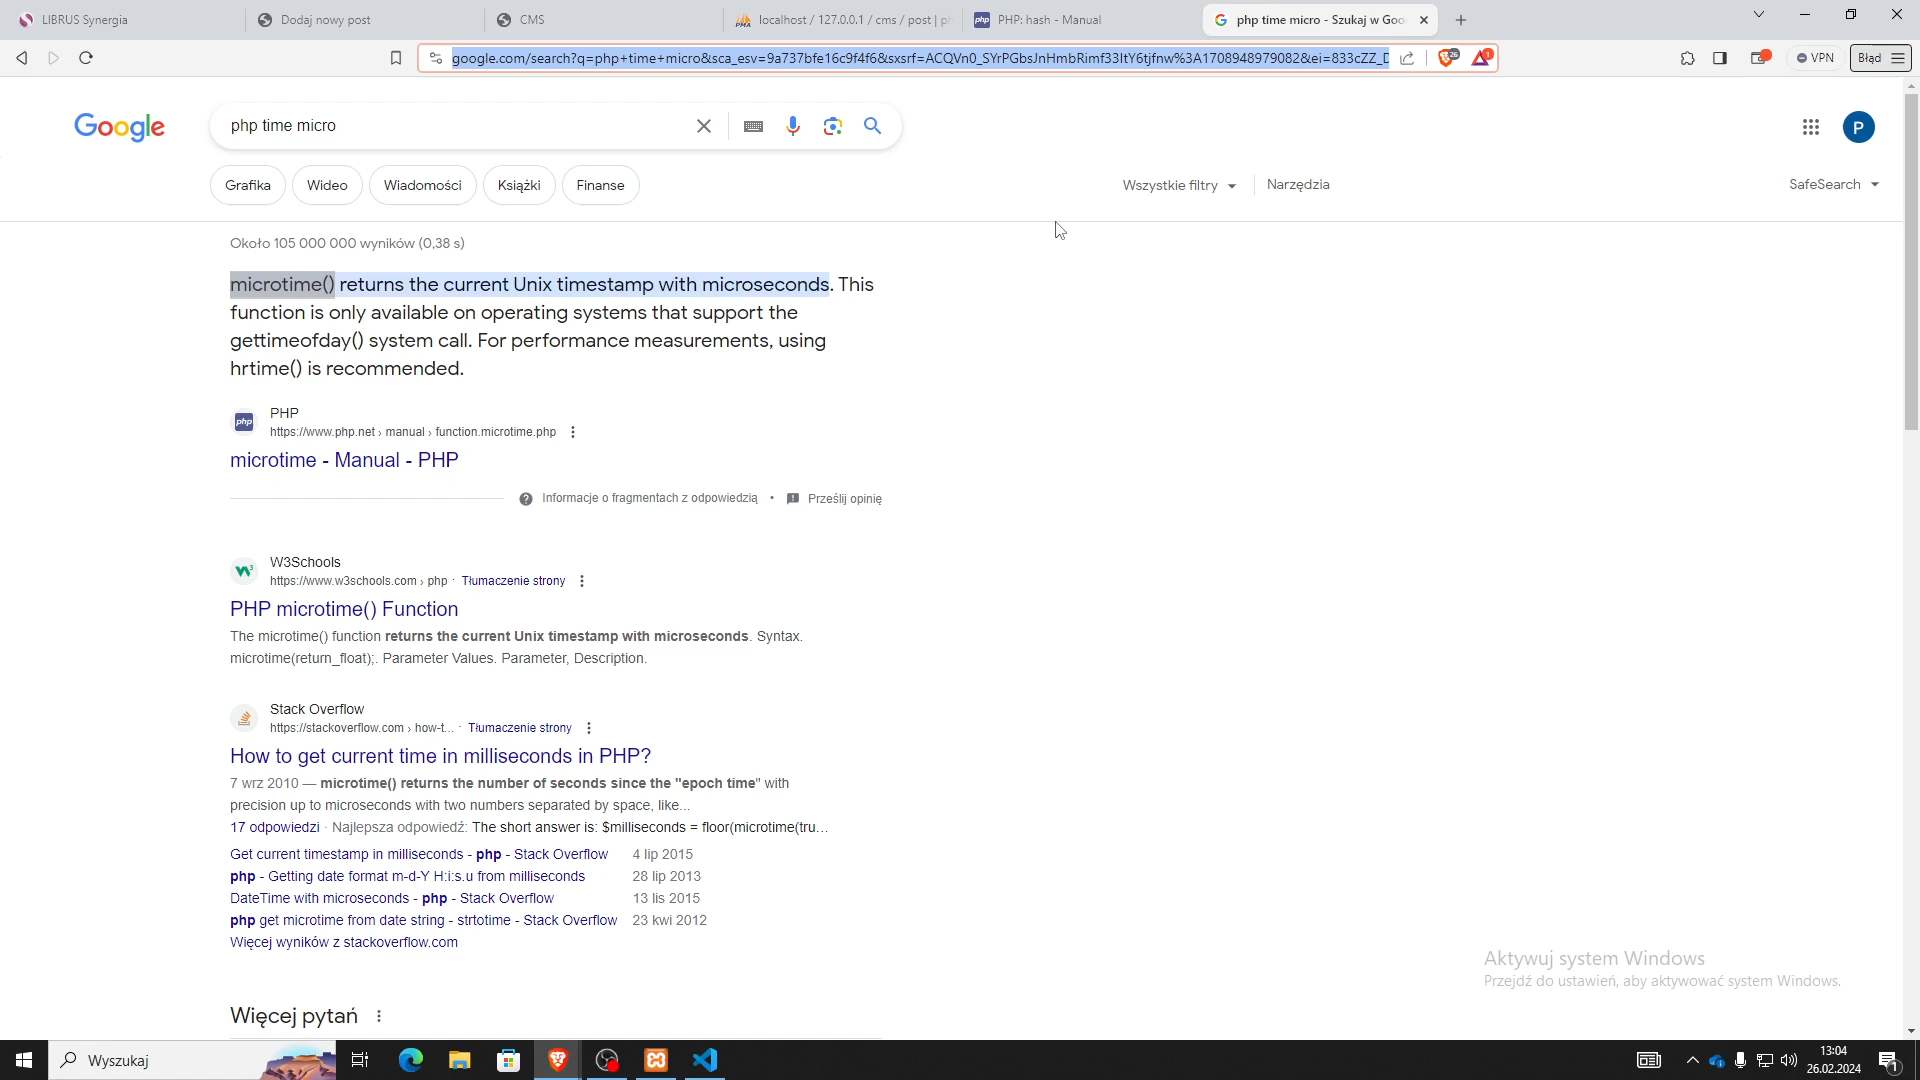 LIBRUS Synergia
Dodaj nowy post
CMS
localhost / 127.0.0.1 / cms / post | ph
PHP: hash - Manual
php time micro - Szukaj w Goo
google.com/search?q=php+time+micro&sca_esv=9a737bfe16c9f4f6&sxsrf=ACQVn0_SYrPGbsJnHmbRimf33ItY6tjfnw%3A1708948979082&ei=833cZZ_D
26
1
VPN
Błąd
Google
php time micro
P
Grafika
Wideo
Wiadomości
Książki
Finanse
Wszystkie filtry
Narzędzia
SafeSearch
Około 105 000 000 wyników (0,38 s)
microtime() returns the current Unix timestamp with microseconds. This
function is only available on operating systems that support the
gettimeofday() system call. For performance measurements, using
hrtime() is recommended.
PHP
https://www.php.net › manual › function.microtime.php
microtime - Manual - PHP
Informacje o fragmentach z odpowiedzią • Prześlij opinię
W3Schools
https://www.w3schools.com › php · Tłumaczenie strony
PHP microtime() Function
The microtime() function returns the current Unix timestamp with microseconds. Syntax.
microtime(return_float);. Parameter Values. Parameter, Description.
Stack Overflow
https://stackoverflow.com › how-t... · Tłumaczenie strony
How to get current time in milliseconds in PHP?
7 wrz 2010 — microtime() returns the number of seconds since the "epoch time" with
precision up to microseconds with two numbers separated by space, like...
17 odpowiedzi · Najlepsza odpowiedź: The short answer is: $milliseconds = floor(microtime(tru…
Get current timestamp in milliseconds - php - Stack Overflow 4 lip 2015
php - Getting date format m-d-Y H:i:s.u from milliseconds 28 lip 2013
DateTime with microseconds - php - Stack Overflow 13 lis 2015
php get microtime from date string - strtotime - Stack Overflow 23 kwi 2012
Więcej wyników z stackoverflow.com
Więcej pytań
Aktywuj system Windows
Przejdź do ustawień, aby aktywować system Windows.
Wyszukaj
13:04
26.02.2024
1